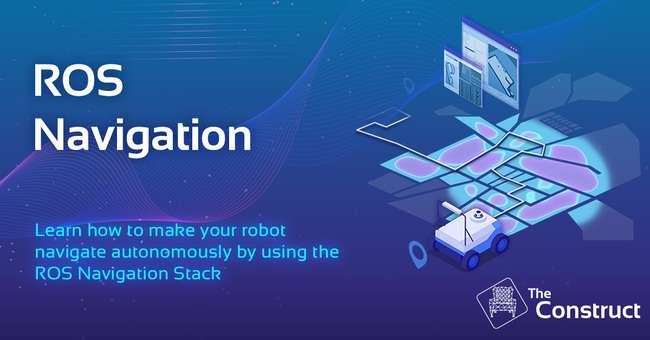 ROS
Navigation
Learn how to make your robot
navigate autonomously by using the
ROS Navigation Stack
The
Construct